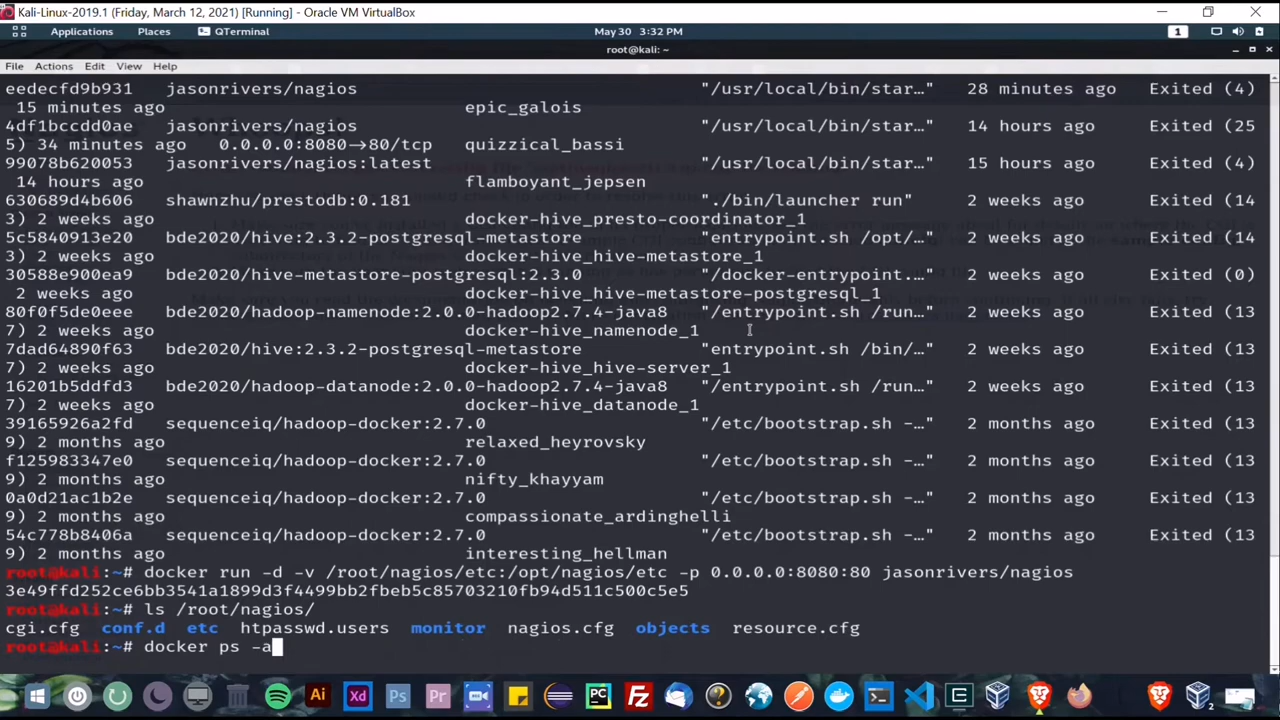 Kali-Linux-2019.1 (Friday, March 12, 2021) [Running] - Oracle VM VirtualBox
Applications Places QTerminal May 30 3:32 PM 1
root@kali: ~
File Actions Edit View Help
eedecfd9b931 jasonrivers/nagios "/usr/local/bin/star…" 28 minutes ago Exited (4)
15 minutes ago epic_galois
4df1bccdd0ae jasonrivers/nagios "/usr/local/bin/star…" 14 hours ago Exited (25
5) 34 minutes ago 0.0.0.0:8080→80/tcp quizzical_bassi
99078b620053 jasonrivers/nagios:latest "/usr/local/bin/star…" 15 hours ago Exited (4)
14 hours ago flamboyant_jepsen
630689d4b606 shawnzhu/prestodb:0.181 "./bin/launcher run" 2 weeks ago Exited (14
3) 2 weeks ago docker-hive_presto-coordinator_1
5c5840913e20 bde2020/hive:2.3.2-postgresql-metastore "entrypoint.sh /opt/…" 2 weeks ago Exited (14
3) 2 weeks ago docker-hive_hive-metastore_1
30588e900ea9 bde2020/hive-metastore-postgresql:2.3.0 "/docker-entrypoint.…" 2 weeks ago Exited (0)
2 weeks ago docker-hive_hive-metastore-postgresql_1
80f0f5de0eee bde2020/hadoop-namenode:2.0.0-hadoop2.7.4-java8 "/entrypoint.sh /run…" 2 weeks ago Exited (13
7) 2 weeks ago docker-hive_namenode_1
7dad64890f63 bde2020/hive:2.3.2-postgresql-metastore "entrypoint.sh /bin/…" 2 weeks ago Exited (13
7) 2 weeks ago docker-hive_hive-server_1
16201b5ddfd3 bde2020/hadoop-datanode:2.0.0-hadoop2.7.4-java8 "/entrypoint.sh /run…" 2 weeks ago Exited (13
7) 2 weeks ago docker-hive_datanode_1
39165926a2fd sequenceiq/hadoop-docker:2.7.0 "/etc/bootstrap.sh -…" 2 months ago Exited (13
9) 2 months ago relaxed_heyrovsky
f125983347e0 sequenceiq/hadoop-docker:2.7.0 "/etc/bootstrap.sh -…" 2 months ago Exited (13
9) 2 months ago nifty_khayyam
0a0d21ac1b2e sequenceiq/hadoop-docker:2.7.0 "/etc/bootstrap.sh -…" 2 months ago Exited (13
9) 2 months ago compassionate_ardinghelli
54c778b8406a sequenceiq/hadoop-docker:2.7.0 "/etc/bootstrap.sh -…" 2 months ago Exited (13
9) 2 months ago interesting_hellman
root@kali:~# docker run -d -v /root/nagios/etc:/opt/nagios/etc -p 0.0.0.0:8080:80 jasonrivers/nagios
3e49ffd252ce6bb3541a1899d3f4499bb2fbeb5c85703210fb94d511c500c5e5
root@kali:~# ls /root/nagios/
cgi.cfg conf.d etc htpasswd.users monitor nagios.cfg objects resource.cfg
root@kali:~# docker ps -a
Ai Xd Ps Pr PC FZ